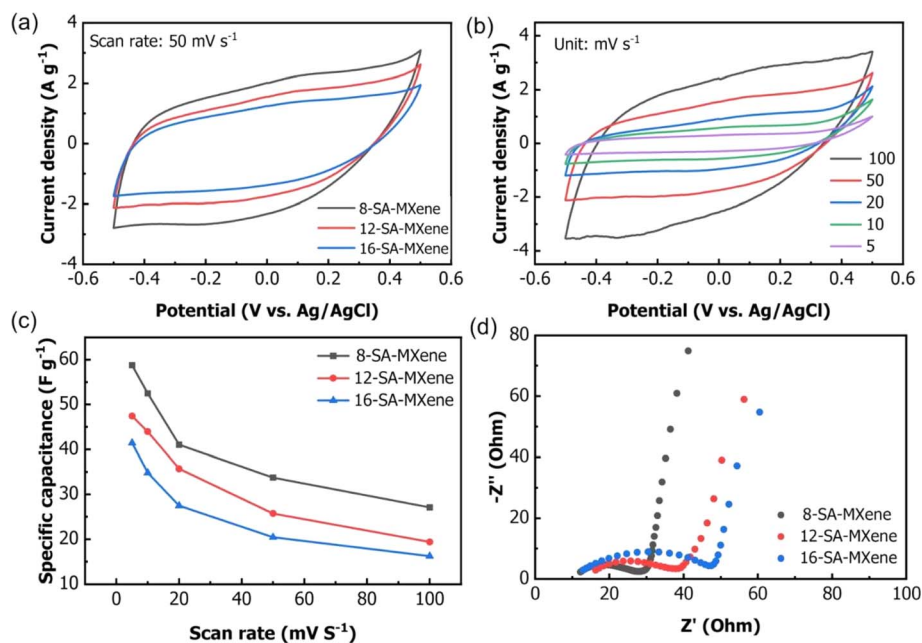 (a)
Scan rate: 50 mV s⁻¹
Current density (A g⁻¹)
4
2
0
-2
-4
8-SA-MXene
12-SA-MXene
16-SA-MXene
-0.6 -0.4 -0.2 0.0 0.2 0.4 0.6
Potential (V vs. Ag/AgCl)
(b)
Unit: mV s⁻¹
Current density (A g⁻¹)
4
2
0
-2
-4
100
50
20
10
5
-0.6 -0.4 -0.2 0.0 0.2 0.4 0.6
Potential (V vs. Ag/AgCl)
(c)
Specific capacitance (F g⁻¹)
60
50
40
30
20
10
8-SA-MXene
12-SA-MXene
16-SA-MXene
0 20 40 60 80 100
Scan rate (mV S⁻¹)
(d)
-Z'' (Ohm)
80
60
40
20
0
8-SA-MXene
12-SA-MXene
16-SA-MXene
0 20 40 60 80 100
Z' (Ohm)